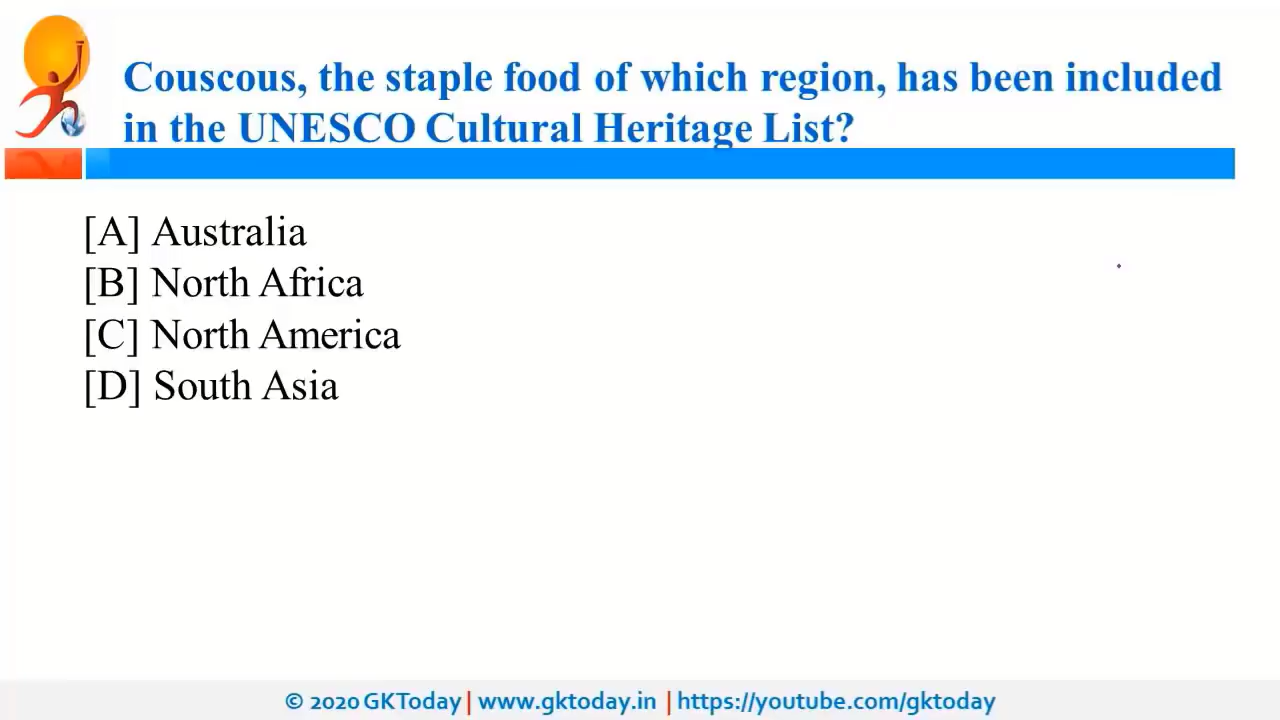 Couscous, the staple food of which region, has been included
in the UNESCO Cultural Heritage List?
[A] Australia
[B] North Africa
[C] North America
[D] South Asia
© 2020 GKToday | www.gktoday.in | https://youtube.com/gktoday